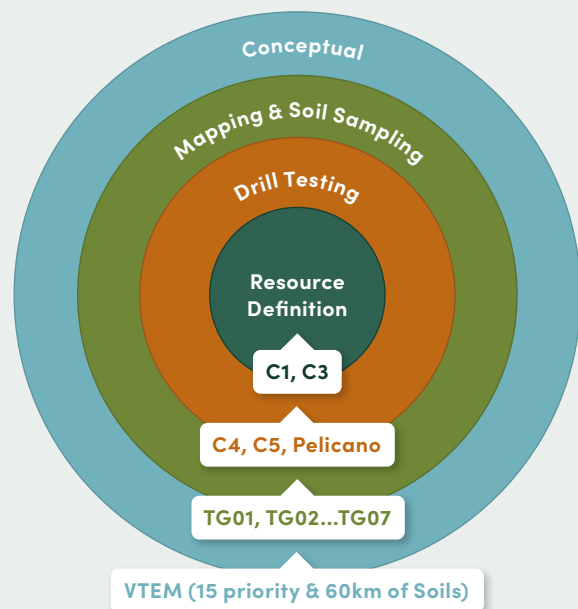 Conceptual
Mapping & Soil Sampling
Drill Testing
Resource
Definition
C1, C3
C4, C5, Pelicano
TG01, TG02...TG07
VTEM (15 priority & 60km of Soils)